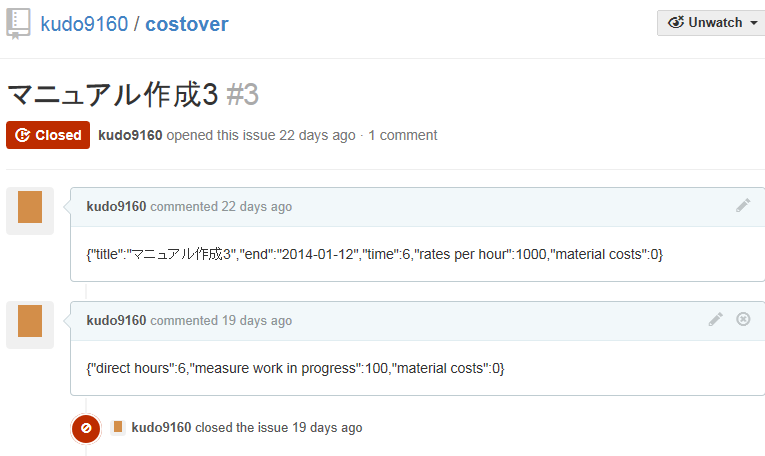 kudo9160 / costover
Unwatch
マニュアル作成3 #3
Closed kudo9160 opened this issue 22 days ago · 1 comment
kudo9160 commented 22 days ago
{"title":"マニュアル作成3","end":"2014-01-12","time":6,"rates per hour":1000,"material costs":0}
kudo9160 commented 19 days ago
{"direct hours":6,"measure work in progress":100,"material costs":0}
kudo9160 closed the issue 19 days ago